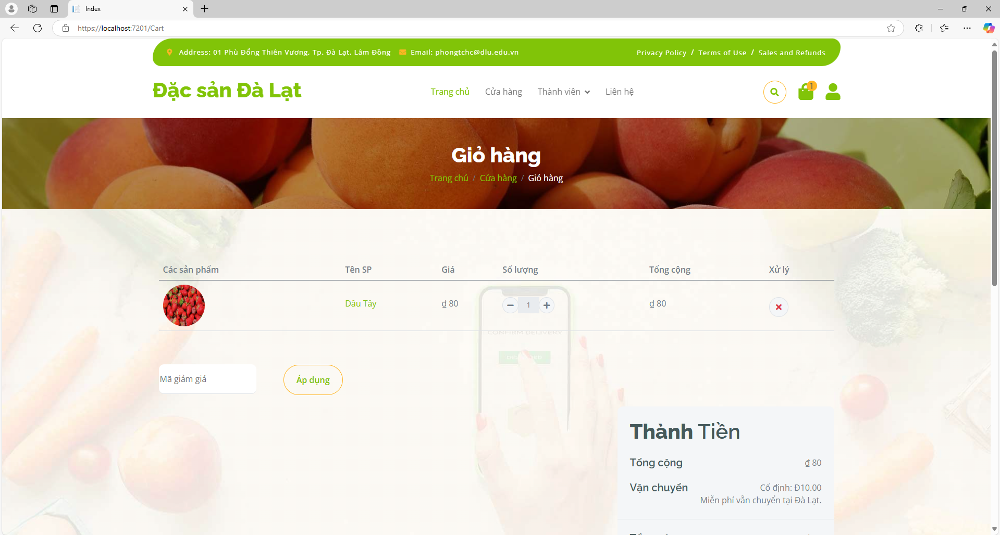 Index
https://localhost:7201/Cart
Address: 01 Phù Đổng Thiên Vương, Tp. Đà Lạt, Lâm Đồng Email: phongtchc@dlu.edu.vn Privacy Policy / Terms of Use / Sales and Refunds
Đặc sản Đà Lạt Trang chủ Cửa hàng Thành viên Liên hệ 1
Giỏ hàng
Trang chủ / Cửa hàng / Giỏ hàng
Các sản phẩm Tên SP Giá Số lượng Tổng cộng Xử lý
Dâu Tây ₫ 80 1 ₫ 80
CONFIRM DELIVERY
Mã giảm giá Áp dụng
Thành Tiền
Tổng cộng ₫ 80
Vận chuyển Cố định: Đ10.00
Miễn phí vẫn chuyển tại Đà Lạt.